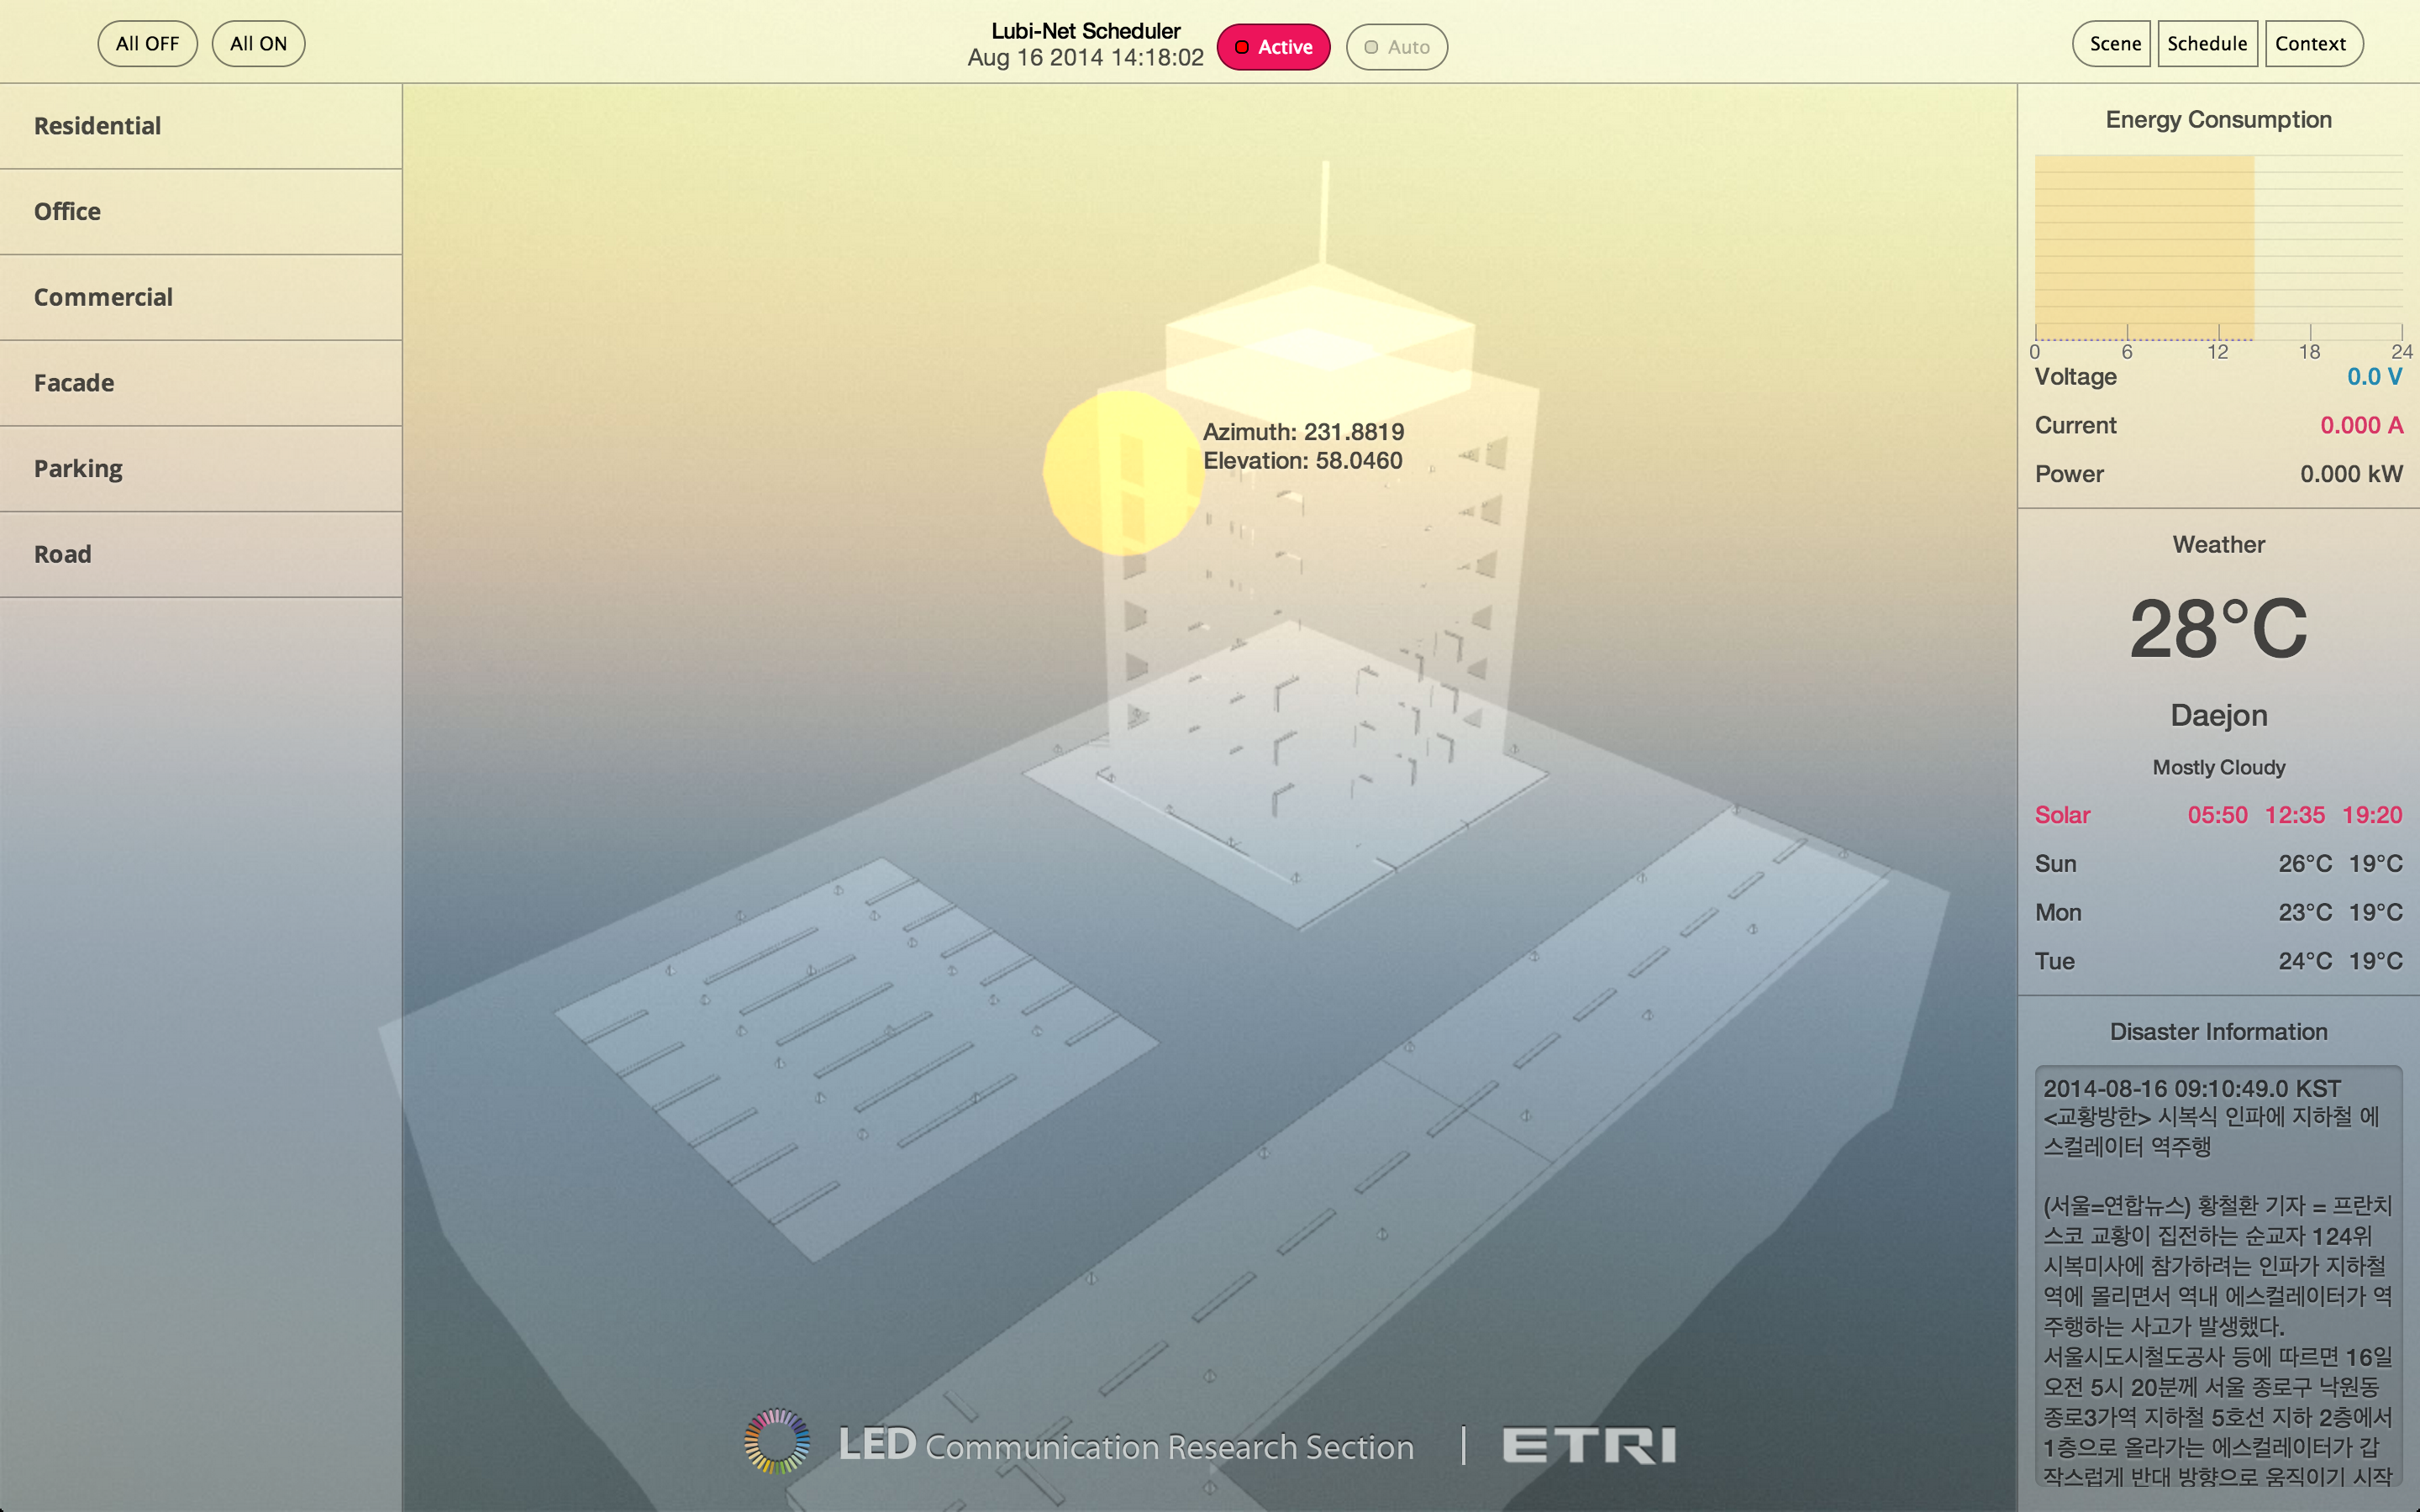 All OFF
All ON
Lubi-Net Scheduler
Aug 16 2014 14:18:02
Active
Auto
Scene
Schedule
Context
Residential
Office
Commercial
Facade
Parking
Road
Azimuth: 231.8819
Elevation: 58.0460
Energy Consumption
0 6 12 18 24
Voltage 0.0 V
Current 0.000 A
Power 0.000 kW
Weather
28°C
Daejon
Mostly Cloudy
Solar 05:50 12:35 19:20
Sun 26°C 19°C
Mon 23°C 19°C
Tue 24°C 19°C
Disaster Information
2014-08-16 09:10:49.0 KST
<교황방한> 시복식 인파에 지하철 에
스컬레이터 역주행
(서울=연합뉴스) 황철환 기자 = 프란치
스코 교황이 집전하는 순교자 124위
시복미사에 참가하려는 인파가 지하철
역에 몰리면서 역내 에스컬레이터가 역
주행하는 사고가 발생했다.
서울시도시철도공사 등에 따르면 16일
오전 5시 20분께 서울 종로구 낙원동
종로3가역 지하철 5호선 지하 2층에서
1층으로 올라가는 에스컬레이터가 갑
작스럽게 반대 방향으로 움직이기 시작
LED Communication Research Section | ETRI